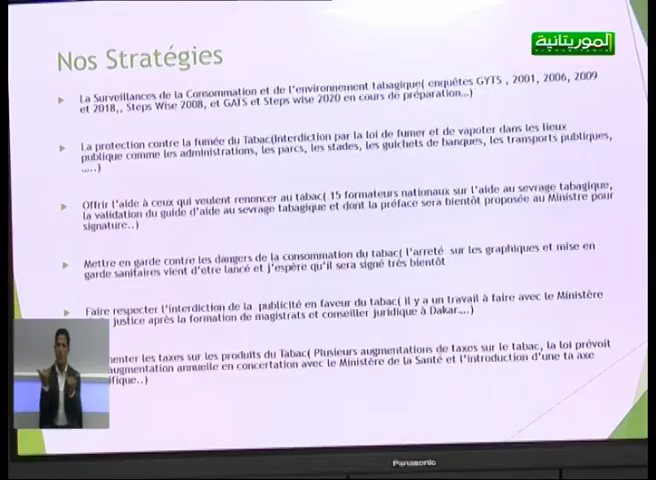 الموريتانية
Nos Stratégies
La Surveillances de la Consommation et de l'environnement tabagique( enquêtes GYTS , 2001, 2006, 2009
et 2018,, Steps Wise 2008, et GATS et Steps wise 2020 en cours de préparation…)
La protection contre la fumée du Tabac(Interdiction par la loi de fumer et de vapoter dans les lieux
publique comme les administrations, les parcs, les stades, les guichets de banques, les transports publiques,
…..)
Offrir l'aide à ceux qui veulent renoncer au tabac( 15 formateurs nationaux sur l'aide au sevrage tabagique,
la validation du guide d'aide au sevrage tabagique et dont la préface sera bientôt proposée au Ministre pour
signature..)
Mettre en garde contre les dangers de la consommation du tabac( l'arreté sur les graphiques et mise en
garde sanitaires vient d'etre lancé et j'espère qu'il sera signé très bientôt
Faire respecter l'interdiction de la publicité en faveur du tabac( il y a un travail à faire avec le Ministère
justice après la formation de magistrats et conseiller juridique à Dakar….)
enter les taxes sur les produits du Tabac( Plusieurs augmentations de taxes sur le tabac, la loi prévoit
augmentation annuelle en concertation avec le Ministère de la Santé et l'introduction d'une ta axe
ifique..)
Panasonic